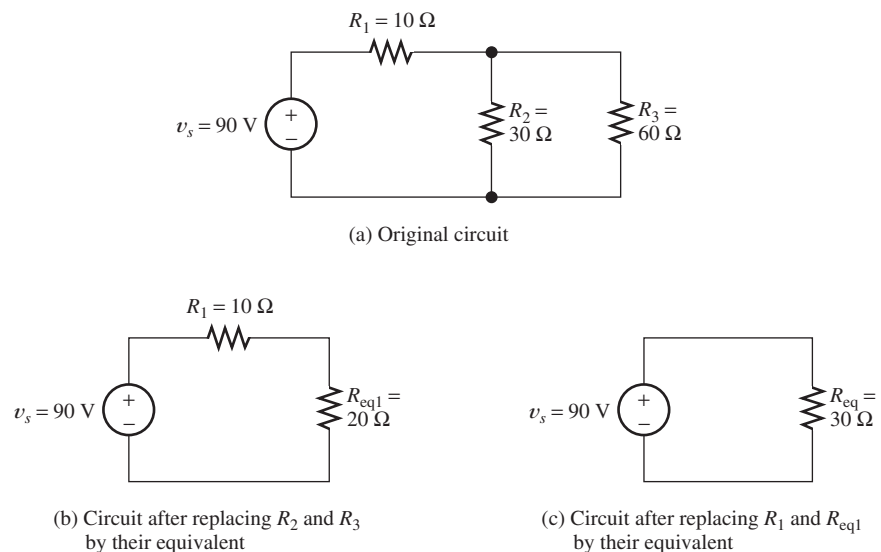 R1 = 10 Ω
vs = 90 V
+
−
R2 =
30 Ω
R3 =
60 Ω
(a) Original circuit
R1 = 10 Ω
vs = 90 V
+
−
Req1 =
20 Ω
(b) Circuit after replacing R2 and R3
by their equivalent
vs = 90 V
+
−
Req =
30 Ω
(c) Circuit after replacing R1 and Req1
by their equivalent